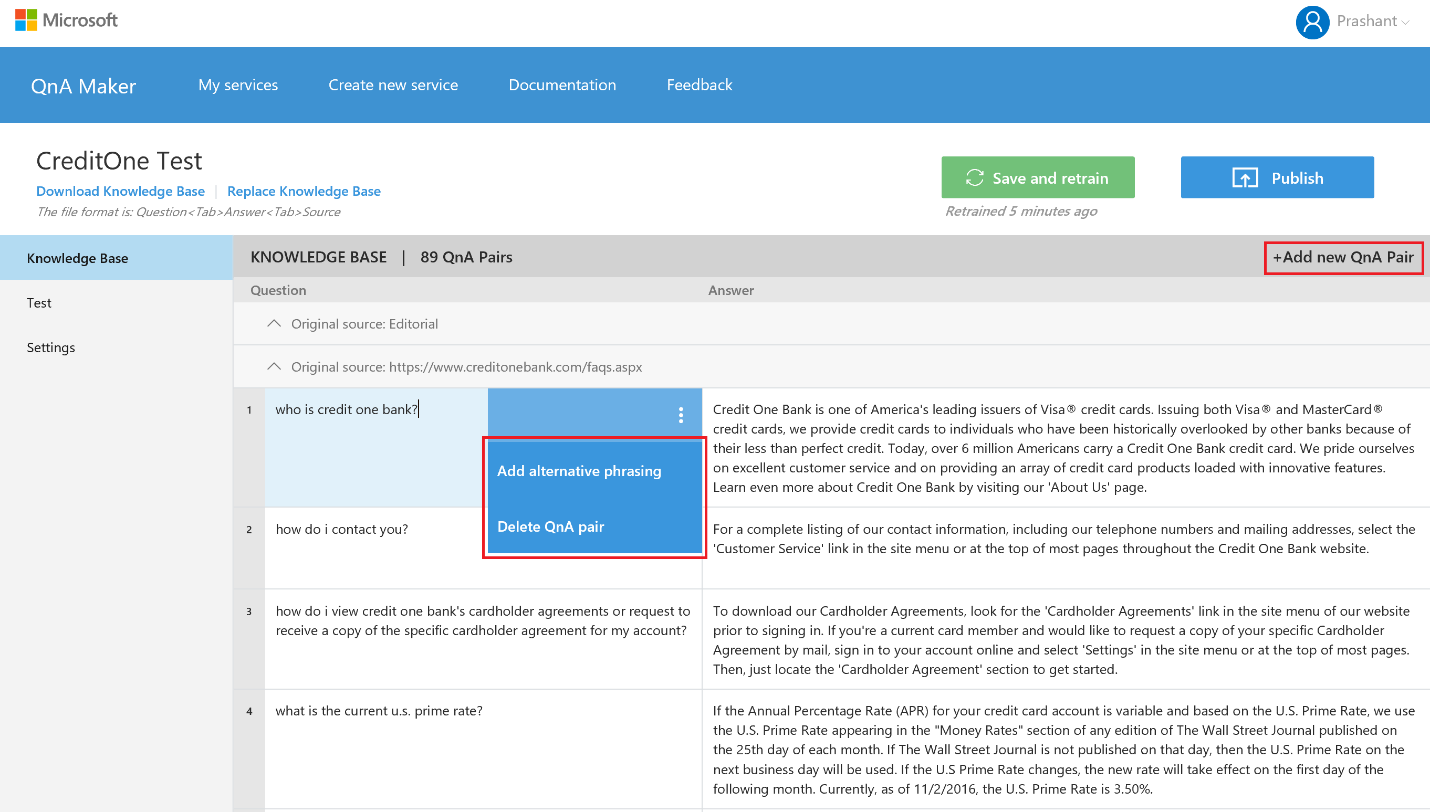 Microsoft
Prashant
QnA Maker
My services
Create new service
Documentation
Feedback
CreditOne Test
Download Knowledge Base | Replace Knowledge Base
The file format is: Question<Tab>Answer<Tab>Source
Save and retrain
Publish
Retrained 5 minutes ago
Knowledge Base
Test
Settings
KNOWLEDGE BASE | 89 QnA Pairs
+Add new QnA Pair
Question
Answer
Original source: Editorial
Original source: https://www.creditonebank.com/faqs.aspx
1
who is credit one bank?
Add alternative phrasing
Delete QnA pair
Credit One Bank is one of America's leading issuers of Visa® credit cards. Issuing both Visa® and MasterCard®
credit cards, we provide credit cards to individuals who have been historically overlooked by other banks because of
their less than perfect credit. Today, over 6 million Americans carry a Credit One Bank credit card. We pride ourselves
on excellent customer service and on providing an array of credit card products loaded with innovative features.
Learn even more about Credit One Bank by visiting our 'About Us' page.
2
how do i contact you?
For a complete listing of our contact information, including our telephone numbers and mailing addresses, select the
'Customer Service' link in the site menu or at the top of most pages throughout the Credit One Bank website.
3
how do i view credit one bank's cardholder agreements or request to
receive a copy of the specific cardholder agreement for my account?
To download our Cardholder Agreements, look for the 'Cardholder Agreements' link in the site menu of our website
prior to signing in. If you're a current card member and would like to request a copy of your specific Cardholder
Agreement by mail, sign in to your account online and select 'Settings' in the site menu or at the top of most pages.
Then, just locate the 'Cardholder Agreement' section to get started.
4
what is the current u.s. prime rate?
If the Annual Percentage Rate (APR) for your credit card account is variable and based on the U.S. Prime Rate, we use
the U.S. Prime Rate appearing in the "Money Rates" section of any edition of The Wall Street Journal published on
the 25th day of each month. If The Wall Street Journal is not published on that day, then the U.S. Prime Rate on the
next business day will be used. If the U.S Prime Rate changes, the new rate will take effect on the first day of the
following month. Currently, as of 11/2/2016, the U.S. Prime Rate is 3.50%.